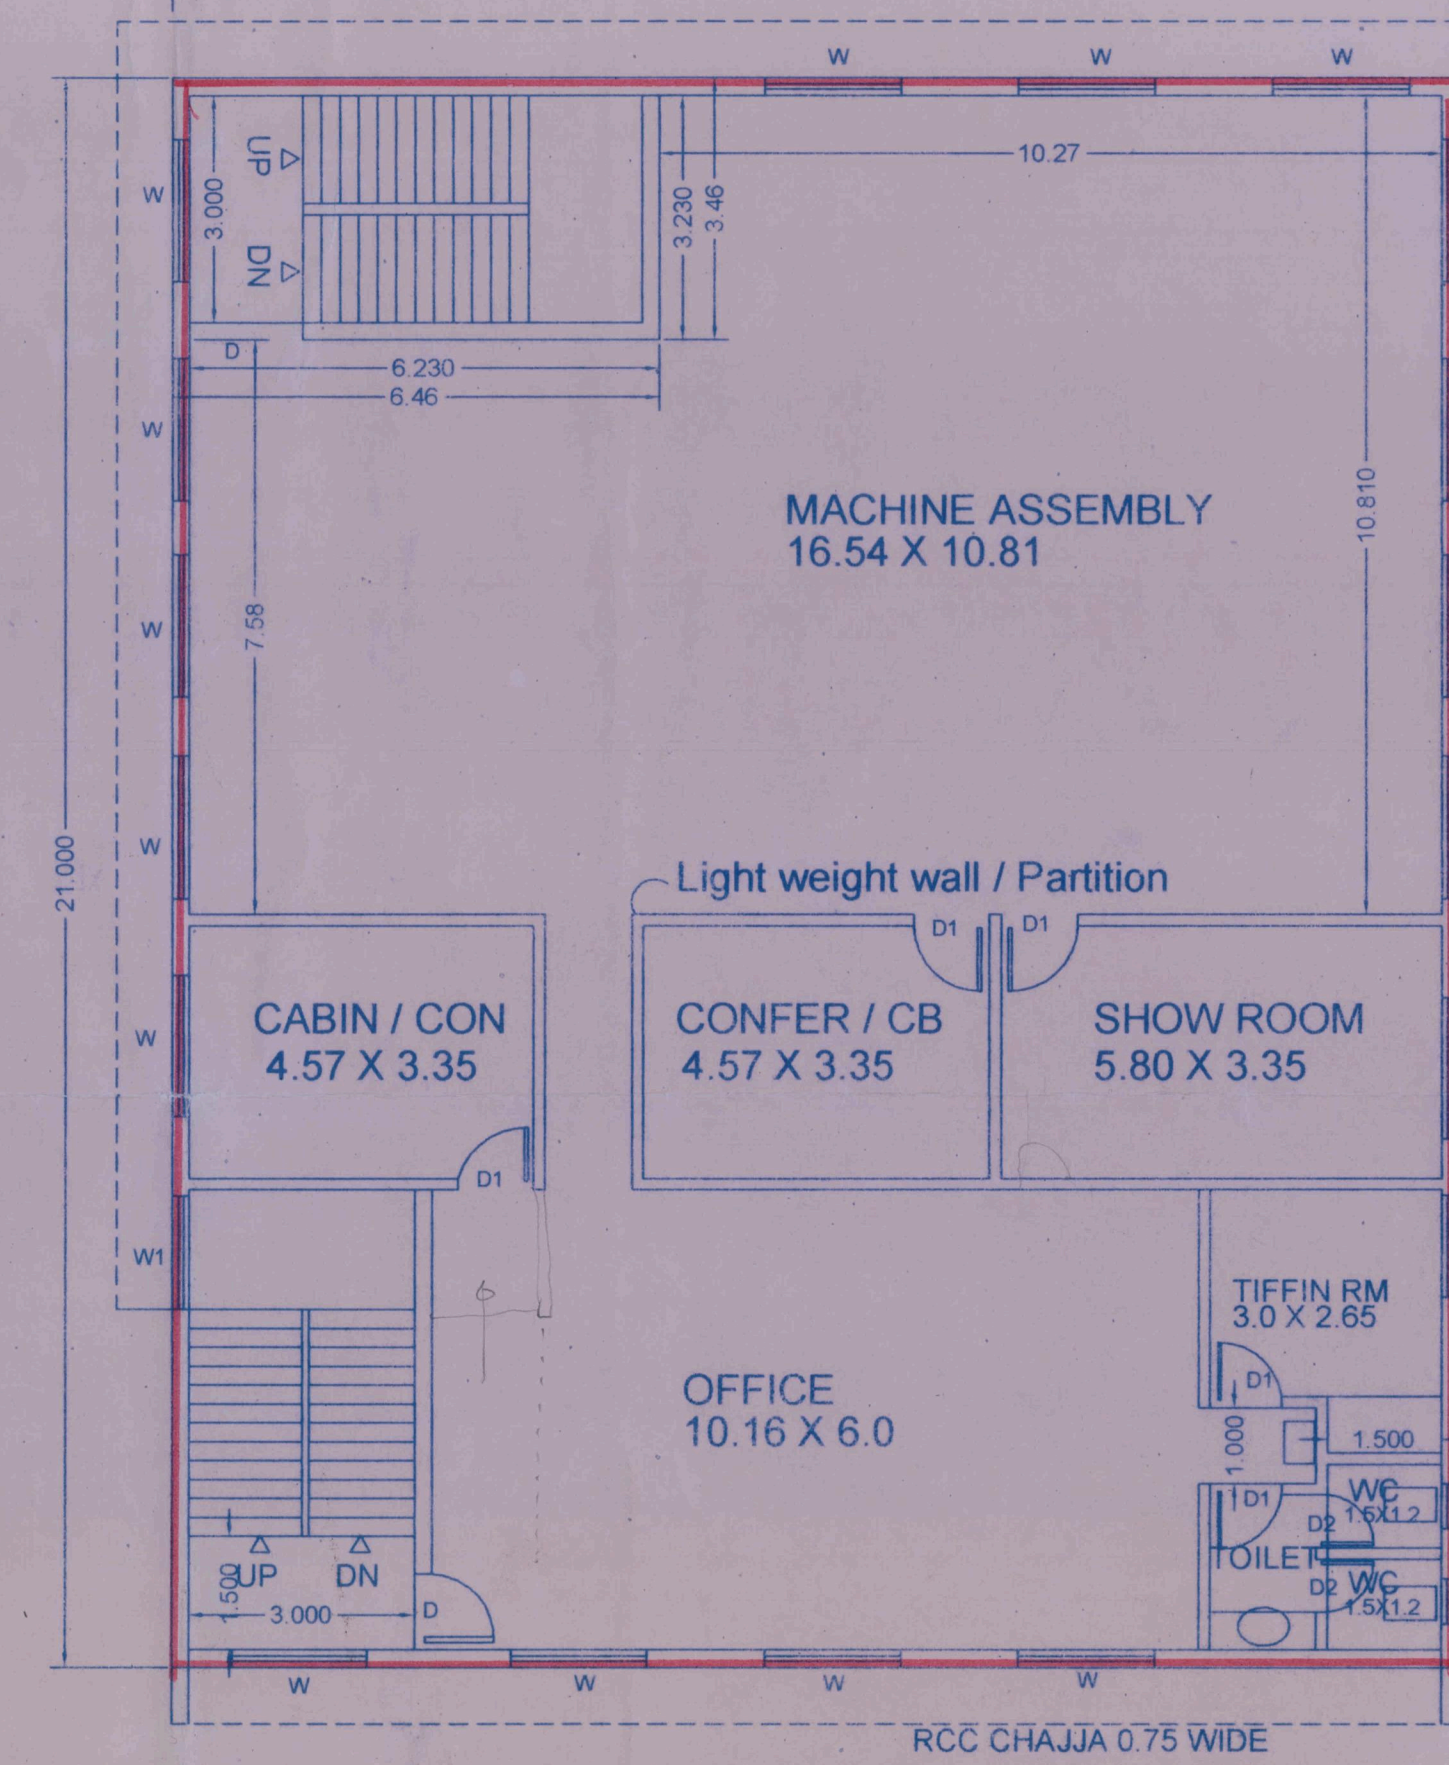 W
W
W
10.27
UP
DN
3.000
3.230
3.46
W
D
6.230
6.46
W
7.58
10.810
MACHINE ASSEMBLY
16.54 X 10.81
W
21.000
W
Light weight wall / Partition
D1
D1
CABIN / CON
4.57 X 3.35
CONFER / CB
4.57 X 3.35
SHOW ROOM
5.80 X 3.35
W
D1
W1
TIFFIN RM
3.0 X 2.65
D1
OFFICE
10.16 X 6.0
1.000
1.500
D1
WC
1.5X1.2
D2
TOILET
UP
DN
1.500
3.000
D
D2
WC
1.5X1.2
W
W
W
W
RCC CHAJJA 0.75 WIDE